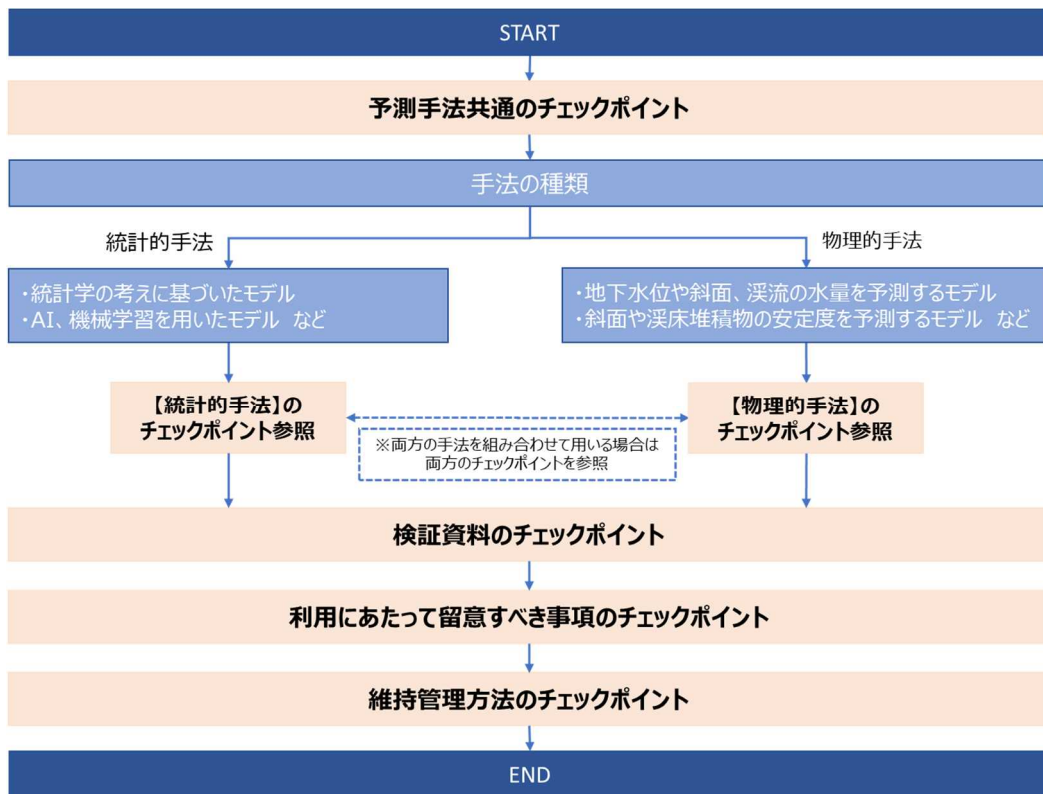 START
予測手法共通のチェックポイント
手法の種類
統計的手法
物理的手法
・統計学の考えに基づいたモデル
・AI、機械学習を用いたモデル など
・地下水位や斜面、渓流の水量を予測するモデル
・斜面や渓床堆積物の安定度を予測するモデル など
【統計的手法】の
チェックポイント参照
【物理的手法】の
チェックポイント参照
※両方の手法を組み合わせて用いる場合は
両方のチェックポイントを参照
検証資料のチェックポイント
利用にあたって留意すべき事項のチェックポイント
維持管理方法のチェックポイント
END